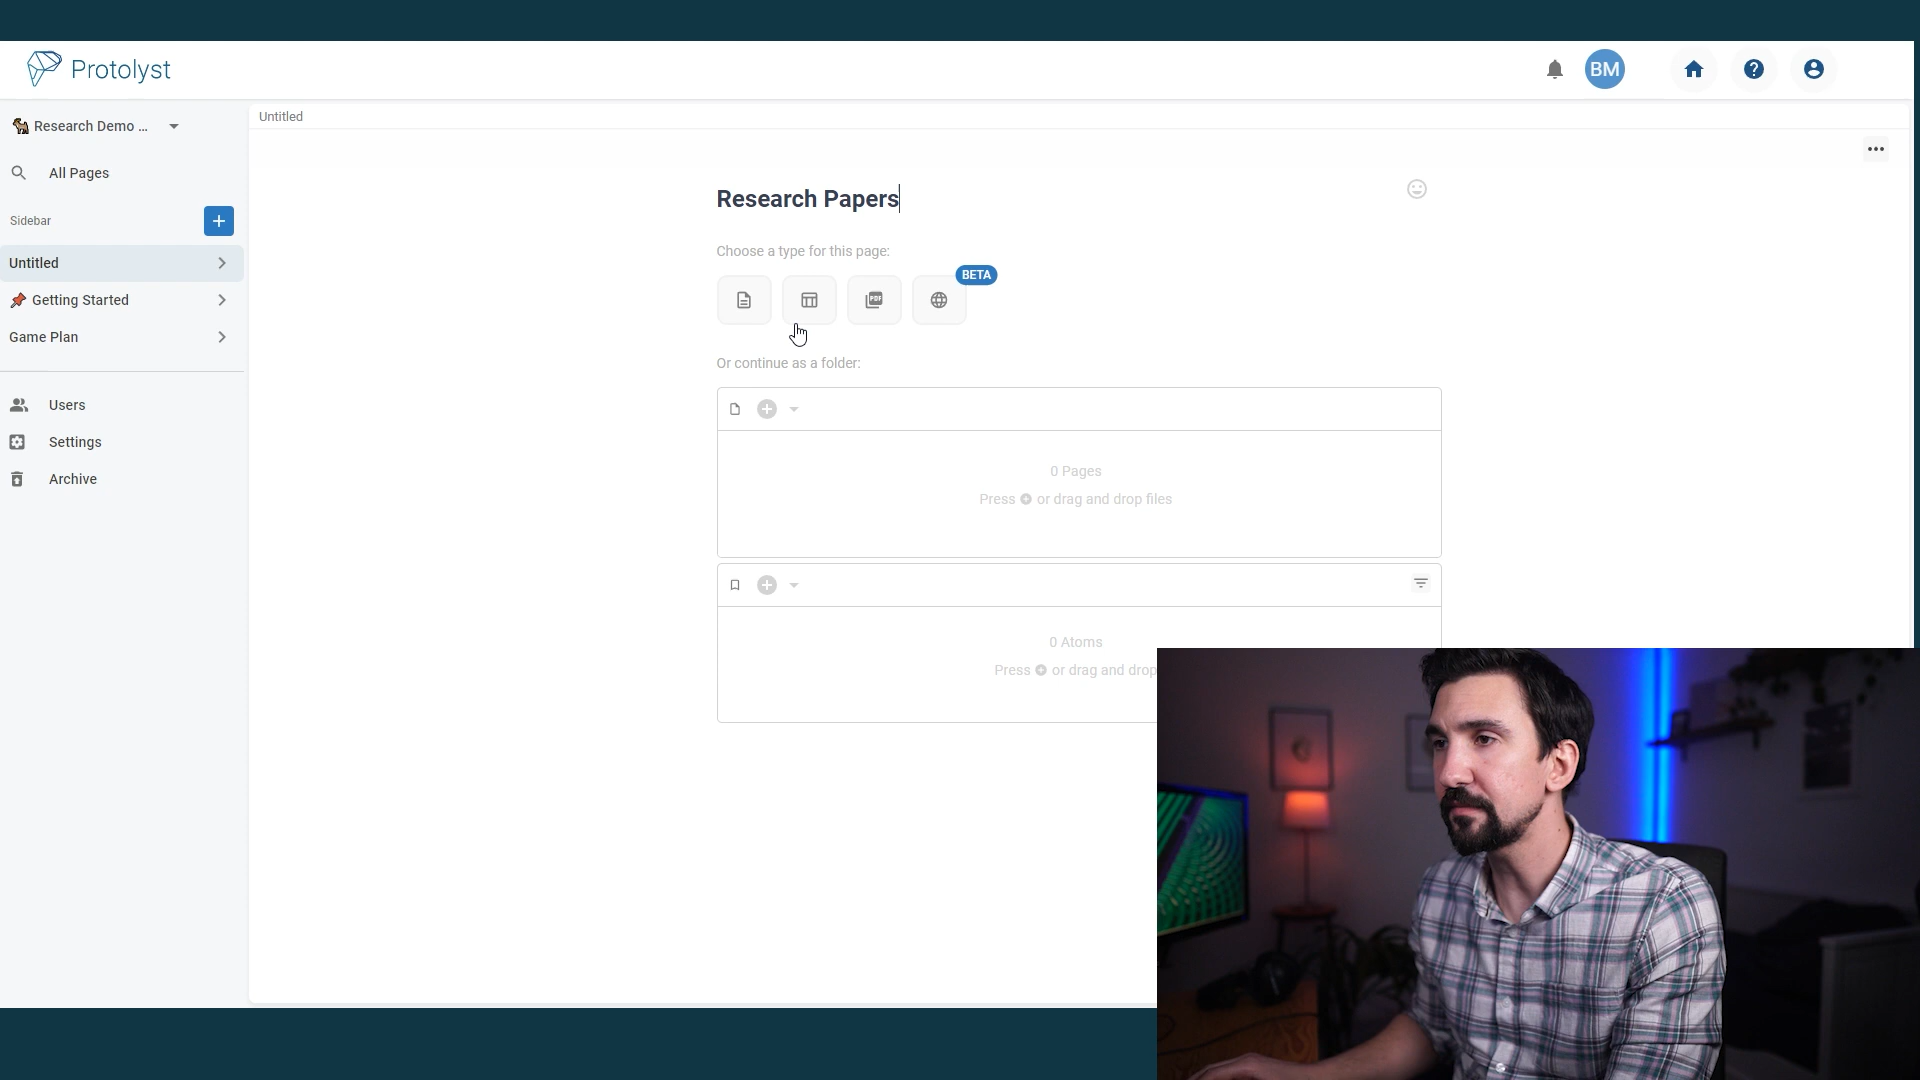 Protolyst
BM
Research Demo ...
All Pages
Sidebar
Untitled
Getting Started
Game Plan
Users
Settings
Archive
Untitled
Research Papers
Choose a type for this page:
BETA
PDF
Or continue as a folder:
0 Pages
Press or drag and drop files
0 Atoms
Press or drag and drop